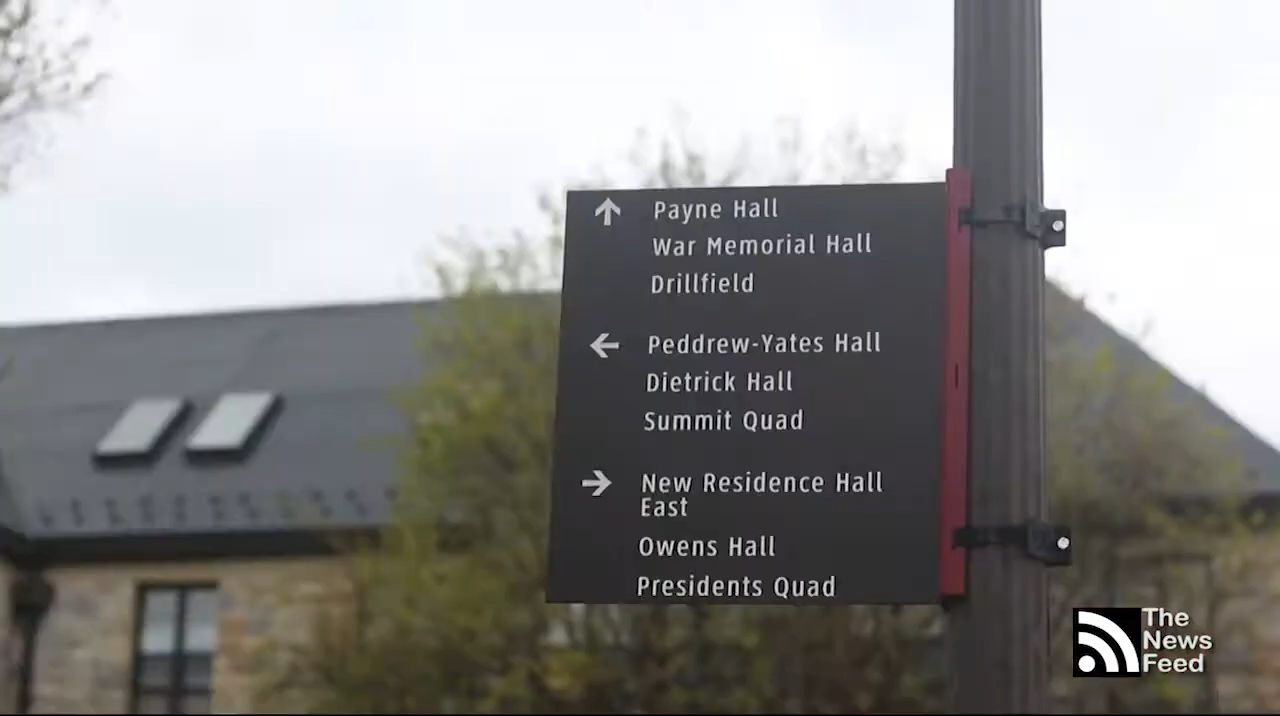 Payne Hall
War Memorial Hall
Drillfield
Peddrew-Yates Hall
Dietrick Hall
Summit Quad
New Residence Hall
East
Owens Hall
Presidents Quad
The
News
Feed